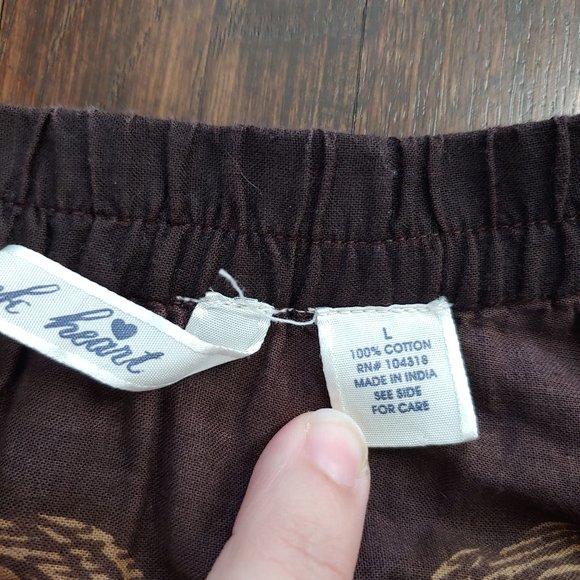 heart
L
100% COTTON
RN# 104318
MADE IN INDIA
SEE SIDE
FOR CARE